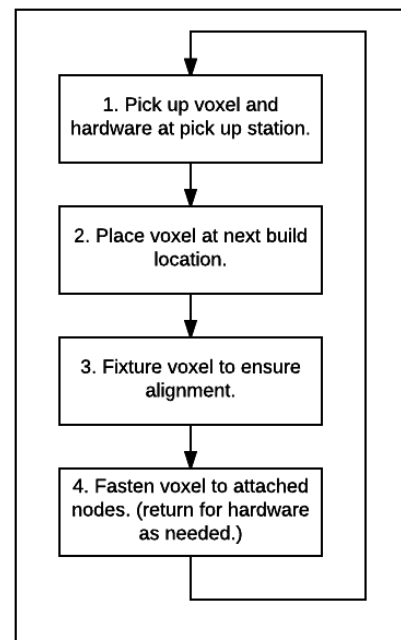 1. Pick up voxel and
hardware at pick up station.
2. Place voxel at next build
location.
3. Fixture voxel to ensure
alignment.
4. Fasten voxel to attached
nodes. (return for hardware
as needed.)